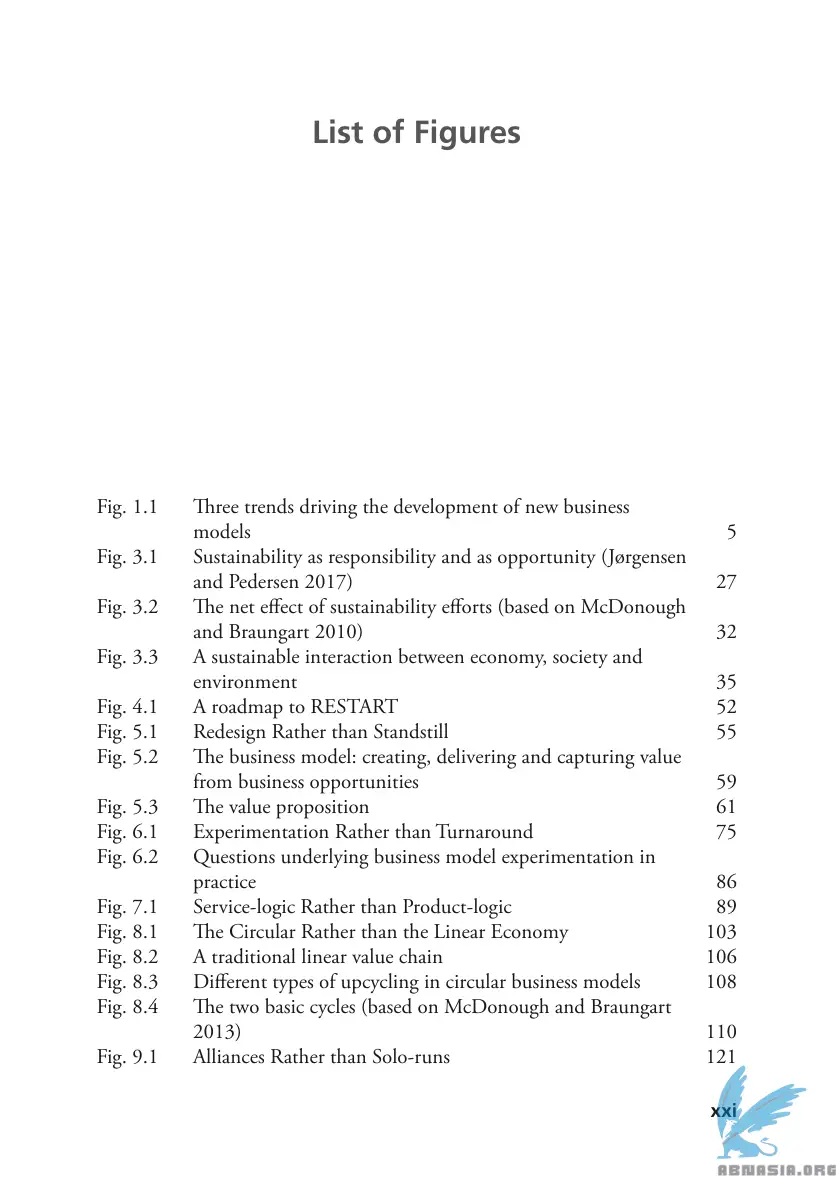 List of Figures
Fig. 1.1 Three trends driving the development of new business
models 5
Fig. 3.1 Sustainability as responsibility and as opportunity (Jørgensen
and Pedersen 2017) 27
Fig. 3.2 The net effect of sustainability efforts (based on McDonough
and Braungart 2010) 32
Fig. 3.3 A sustainable interaction between economy, society and
environment 35
Fig. 4.1 A roadmap to RESTART 52
Fig. 5.1 Redesign Rather than Standstill 55
Fig. 5.2 The business model: creating, delivering and capturing value
from business opportunities 59
Fig. 5.3 The value proposition 61
Fig. 6.1 Experimentation Rather than Turnaround 75
Fig. 6.2 Questions underlying business model experimentation in
practice 86
Fig. 7.1 Service-logic Rather than Product-logic 89
Fig. 8.1 The Circular Rather than the Linear Economy 103
Fig. 8.2 A traditional linear value chain 106
Fig. 8.3 Different types of upcycling in circular business models 108
Fig. 8.4 The two basic cycles (based on McDonough and Braungart
2013) 110
Fig. 9.1 Alliances Rather than Solo-runs 121
xxi
ABNASIA.ORG